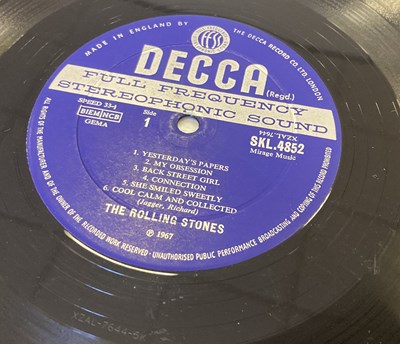 MADE IN ENGLAND BY
THE DECCA RECORD CO. LTD. LONDON
ffss
DECCA
(Regd.)
FULL FREQUENCY
STEREOPHONIC SOUND
SPEED 33⅓
BIEM NCB
GEMA
Side
1
XZAL.7644
SKL.4852
Mirage Music
1. YESTERDAY'S PAPERS
2. MY OBSESSION
3. BACK STREET GIRL
4. CONNECTION
5. SHE SMILED SWEETLY
6. COOL CALM AND COLLECTED
(Jagger, Richard)
THE ROLLING STONES
℗ 1967
ALL RIGHTS OF THE MANUFACTURER AND OF THE OWNER OF THE RECORDED WORK RESERVED · UNAUTHORISED PUBLIC PERFORMANCE BROADCASTING AND COPYING OF THIS RECORD PROHIBITED